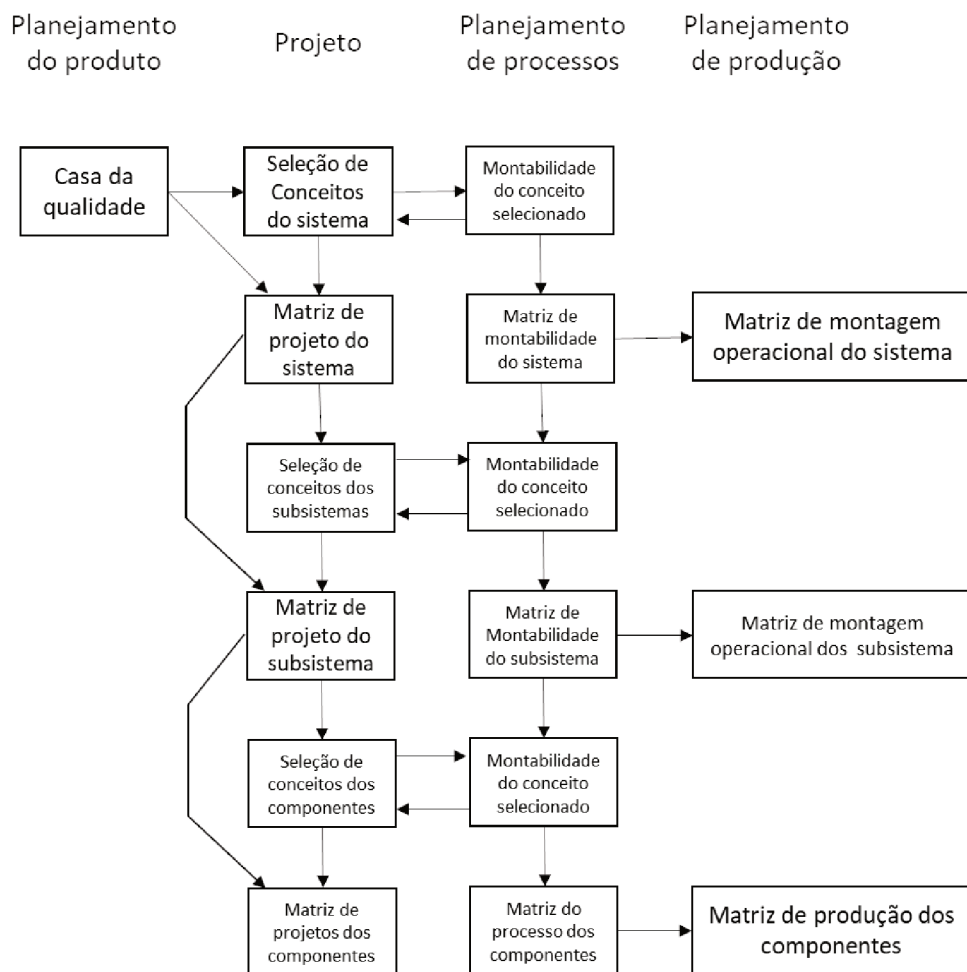 Planejamento
do produto
Projeto
Planejamento
de processos
Planejamento
de produção
Casa da
qualidade
Seleção de
Conceitos
do sistema
Montabilidade
do conceito
selecionado
Matriz de
projeto do
sistema
Matriz de
montabilidade
do sistema
Matriz de montagem
operacional do sistema
Seleção de
conceitos dos
subsistemas
Montabilidade
do conceito
selecionado
Matriz de
projeto do
subsistema
Matriz de
Montabilidade
do subsistema
Matriz de montagem
operacional dos subsistema
Seleção de
conceitos dos
componentes
Montabilidade
do conceito
selecionado
Matriz de
projetos dos
componentes
Matriz do
processo dos
componentes
Matriz de produção dos
componentes